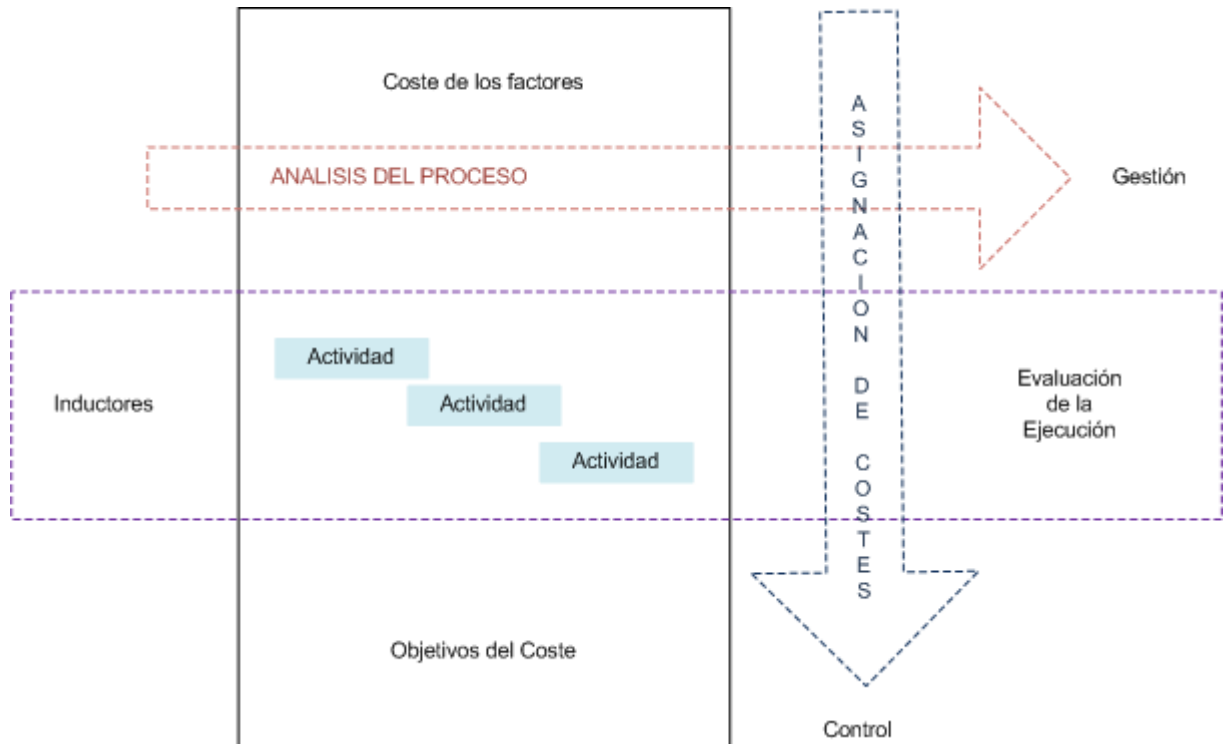 Coste de los factores
ANALISIS DEL PROCESO
Gestión
ASIGNACION DE COSTES
Inductores
Actividad
Actividad
Actividad
Evaluación
de la
Ejecución
Objetivos del Coste
Control